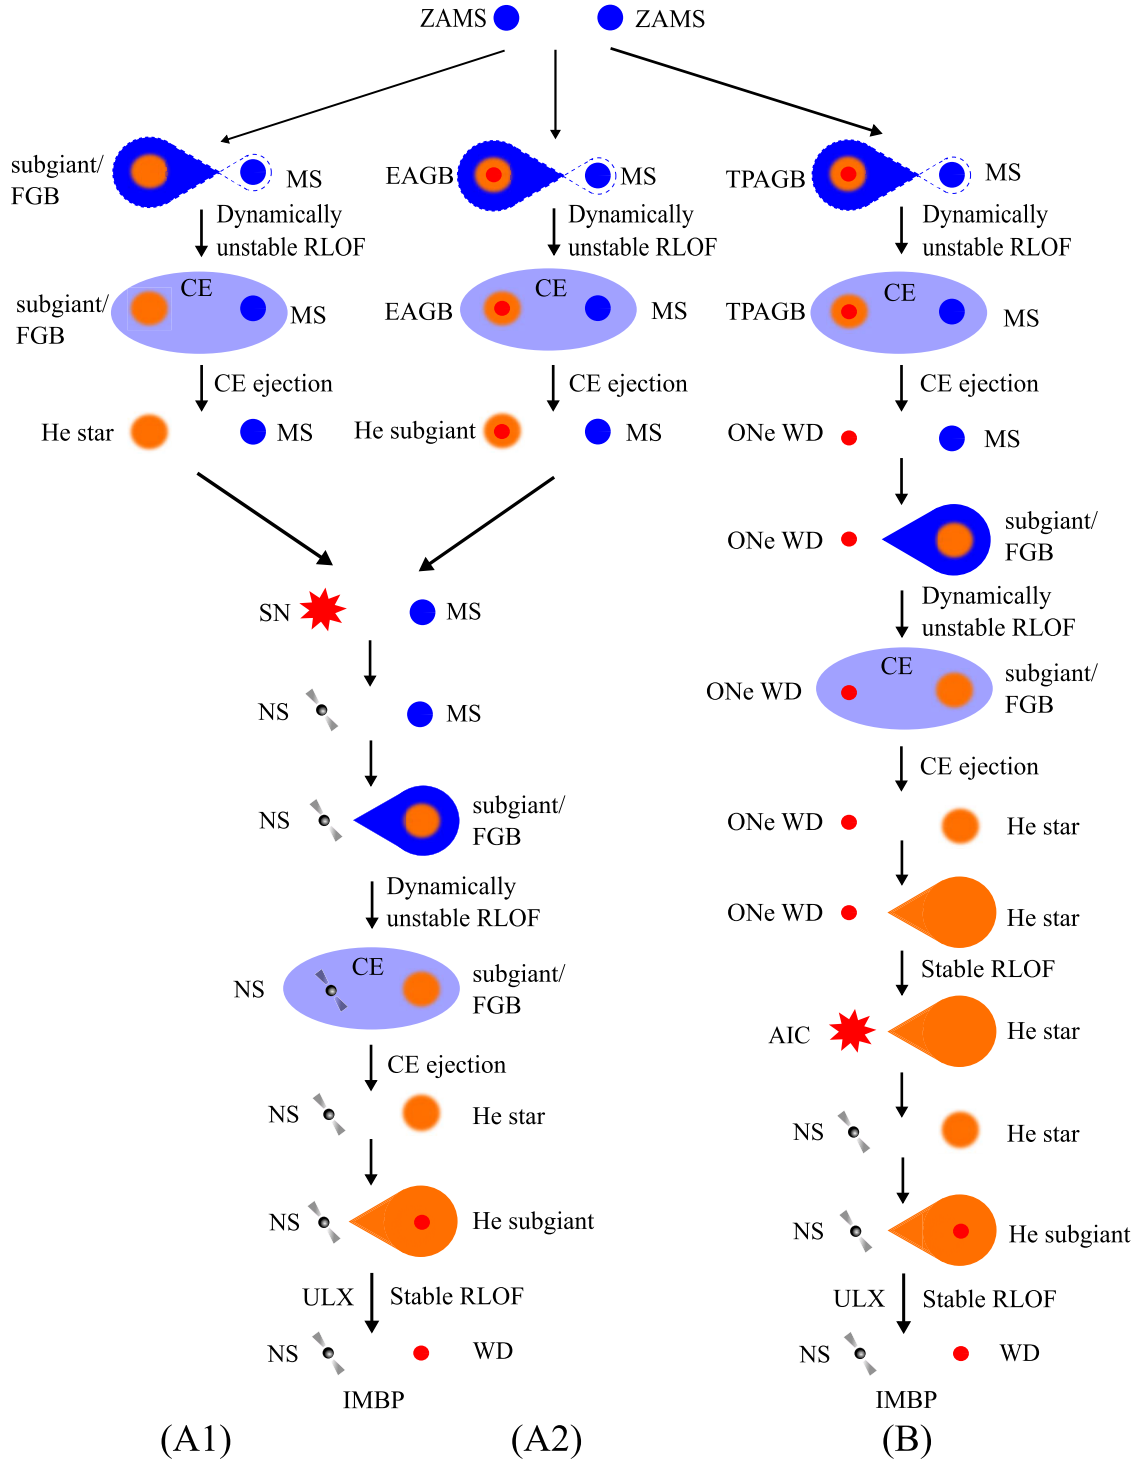 ZAMS
ZAMS
subgiant/
FGB
MS
EAGB
MS
TPAGB
MS
Dynamically
unstable RLOF
Dynamically
unstable RLOF
Dynamically
unstable RLOF
subgiant/
FGB
CE
MS
EAGB
CE
MS
TPAGB
CE
MS
CE ejection
CE ejection
CE ejection
He star
MS
He subgiant
MS
ONe WD
MS
ONe WD
subgiant/
FGB
Dynamically
unstable RLOF
SN
MS
CE
ONe WD
subgiant/
FGB
NS
MS
CE ejection
NS
subgiant/
FGB
ONe WD
He star
Dynamically
unstable RLOF
ONe WD
He star
NS
CE
subgiant/
FGB
Stable RLOF
AIC
He star
CE ejection
NS
He star
NS
He star
NS
He subgiant
NS
He subgiant
ULX
Stable RLOF
ULX
Stable RLOF
NS
WD
NS
WD
IMBP
IMBP
(A1)
(A2)
(B)